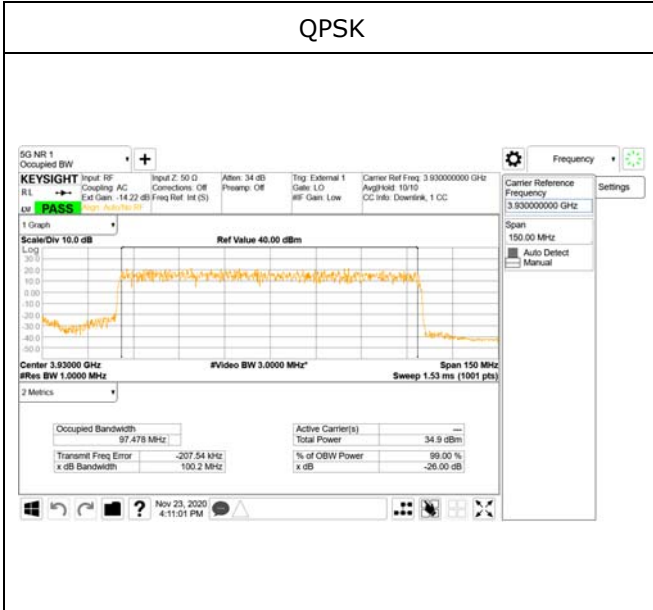 QPSK
5G NR 1
Occupied BW
Frequency
KEYSIGHT
Input: RF
Input Z: 50 Ω
Atten: 34 dB
Trig: External 1
Carrier Ref Freq: 3.930000000 GHz
RL
Coupling: AC
Corrections: Off
Preamp: Off
Gate: LO
Avg|Hold: 10/10
Ext Gain: -14.22 dB
Freq Ref: Int (S)
#IF Gain: Low
CC Info: Downlink, 1 CC
PASS
Align: Auto/No RF
Carrier Reference
Frequency
3.930000000 GHz
Settings
Span
150.00 MHz
Auto Detect
Manual
1 Graph
Scale/Div 10.0 dB
Ref Value 40.00 dBm
Log
30.0
20.0
10.0
0.00
-10.0
-20.0
-30.0
-40.0
-50.0
Center 3.93000 GHz
#Video BW 3.0000 MHz*
Span 150 MHz
#Res BW 1.0000 MHz
Sweep 1.53 ms (1001 pts)
2 Metrics
Occupied Bandwidth
97.478 MHz
Active Carrier(s)
---
Total Power
34.9 dBm
Transmit Freq Error
-207.54 kHz
% of OBW Power
99.00 %
x dB Bandwidth
100.2 MHz
x dB
-26.00 dB
?
Nov 23, 2020
4:11:01 PM